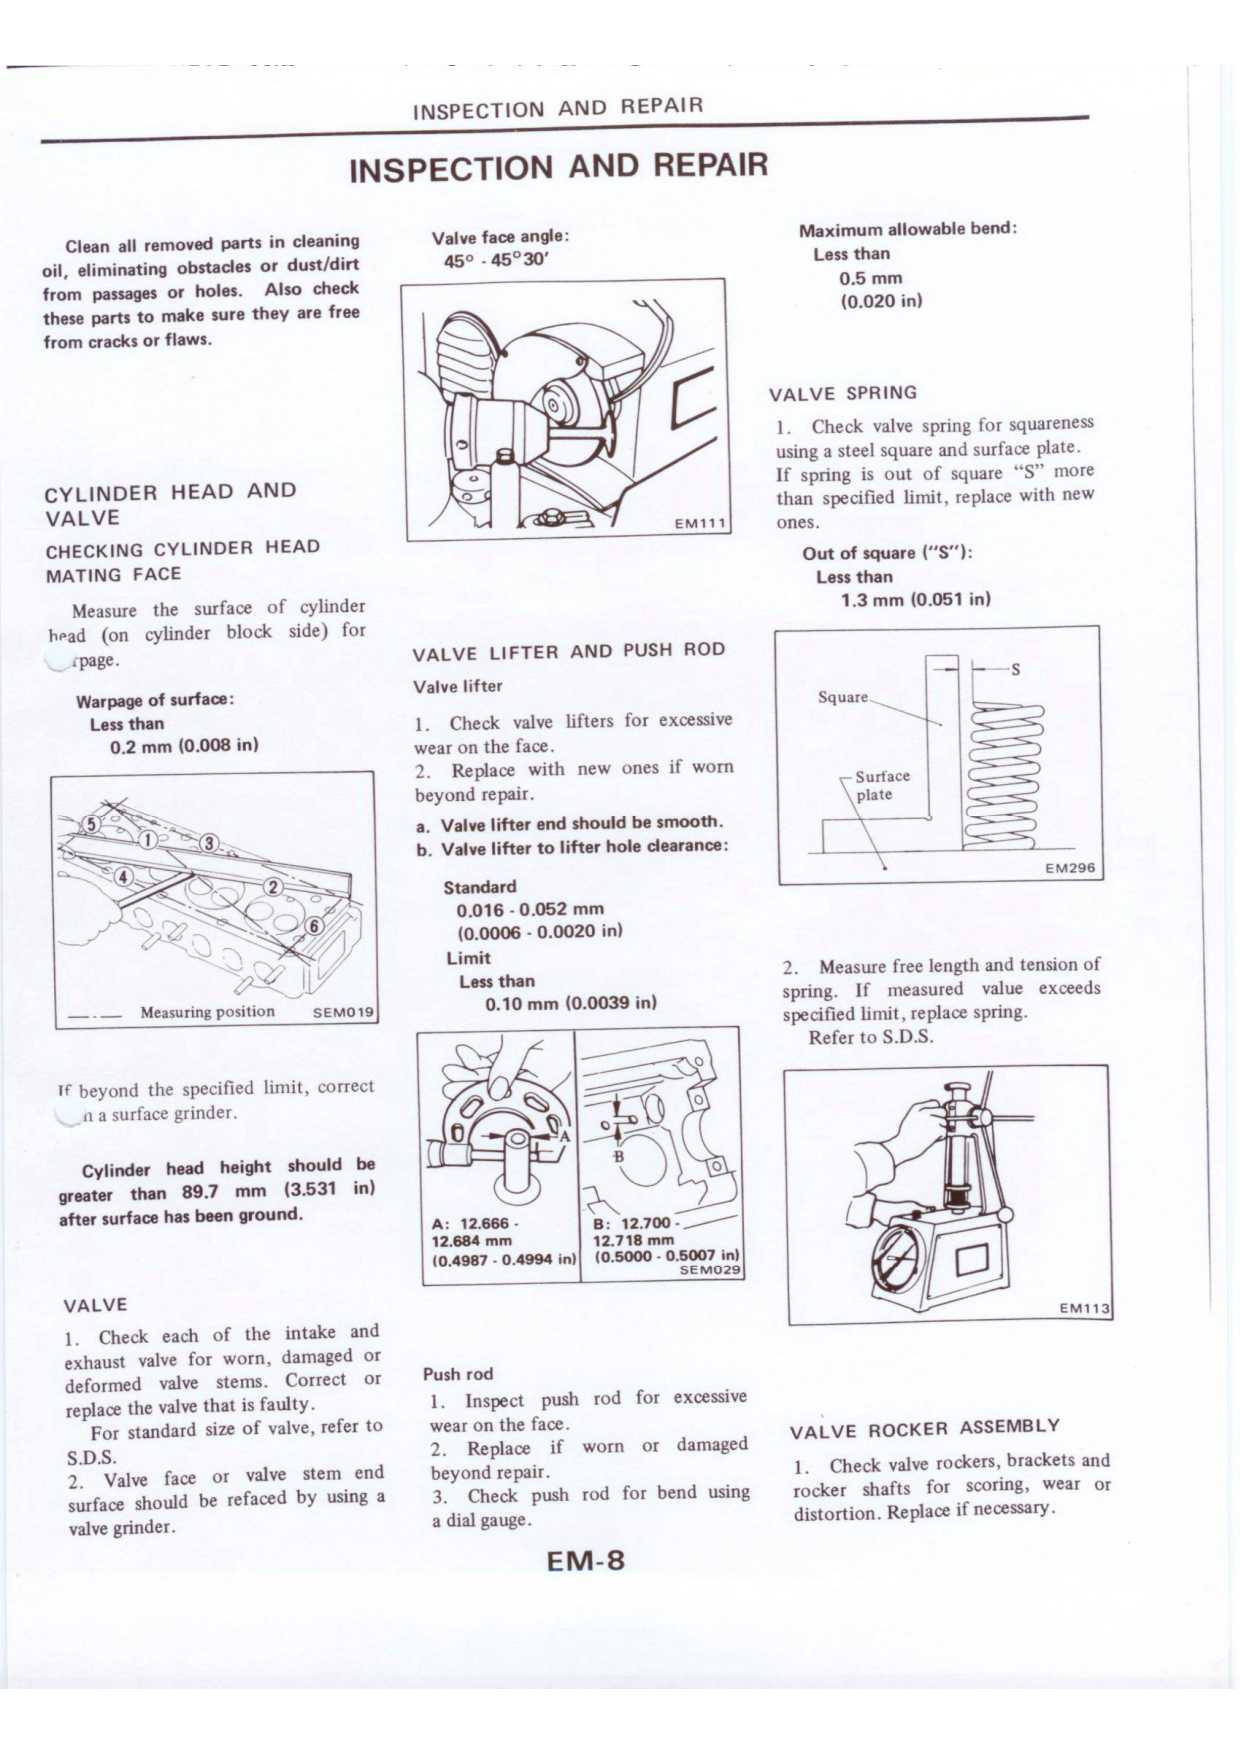 INSPECTION AND REPAIR
INSPECTION AND REPAIR
Clean all removed parts in cleaning
oil, eliminating obstacles or dust/dirt
from passages or holes. Also check
these parts to make sure they are free
from cracks or flaws.
CYLINDER HEAD AND
VALVE
CHECKING CYLINDER HEAD
MATING FACE
Measure the surface of cylinder
head (on cylinder block side) for
rpage.
Warpage of surface:
Less than
0.2 mm (0.008 in)
5
1
3
4
2
6
Measuring position SEM019
If beyond the specified limit, correct
a surface grinder.
Cylinder head height should be
greater than 89.7 mm (3.531 in)
after surface has been ground.
VALVE
1. Check each of the intake and
exhaust valve for worn, damaged or
deformed valve stems. Correct or
replace the valve that is faulty.
For standard size of valve, refer to
S.D.S.
2. Valve face or valve stem end
surface should be refaced by using a
valve grinder.
Valve face angle:
45° - 45°30′
EM111
VALVE LIFTER AND PUSH ROD
Valve lifter
1. Check valve lifters for excessive
wear on the face.
2. Replace with new ones if worn
beyond repair.
a. Valve lifter end should be smooth.
b. Valve lifter to lifter hole clearance:
Standard
0.016 - 0.052 mm
(0.0006 - 0.0020 in)
Limit
Less than
0.10 mm (0.0039 in)
A
A: 12.666 -
12.684 mm
(0.4987 - 0.4994 in)
B
B: 12.700 -
12.718 mm
(0.5000 - 0.5007 in)
SEM029
Push rod
1. Inspect push rod for excessive
wear on the face.
2. Replace if worn or damaged
beyond repair.
3. Check push rod for bend using
a dial gauge.
Maximum allowable bend:
Less than
0.5 mm
(0.020 in)
VALVE SPRING
1. Check valve spring for squareness
using a steel square and surface plate.
If spring is out of square “S” more
than specified limit, replace with new
ones.
Out of square (“S”):
Less than
1.3 mm (0.051 in)
S
Square
Surface
plate
EM296
2. Measure free length and tension of
spring. If measured value exceeds
specified limit, replace spring.
Refer to S.D.S.
EM113
VALVE ROCKER ASSEMBLY
1. Check valve rockers, brackets and
rocker shafts for scoring, wear or
distortion. Replace if necessary.
EM-8